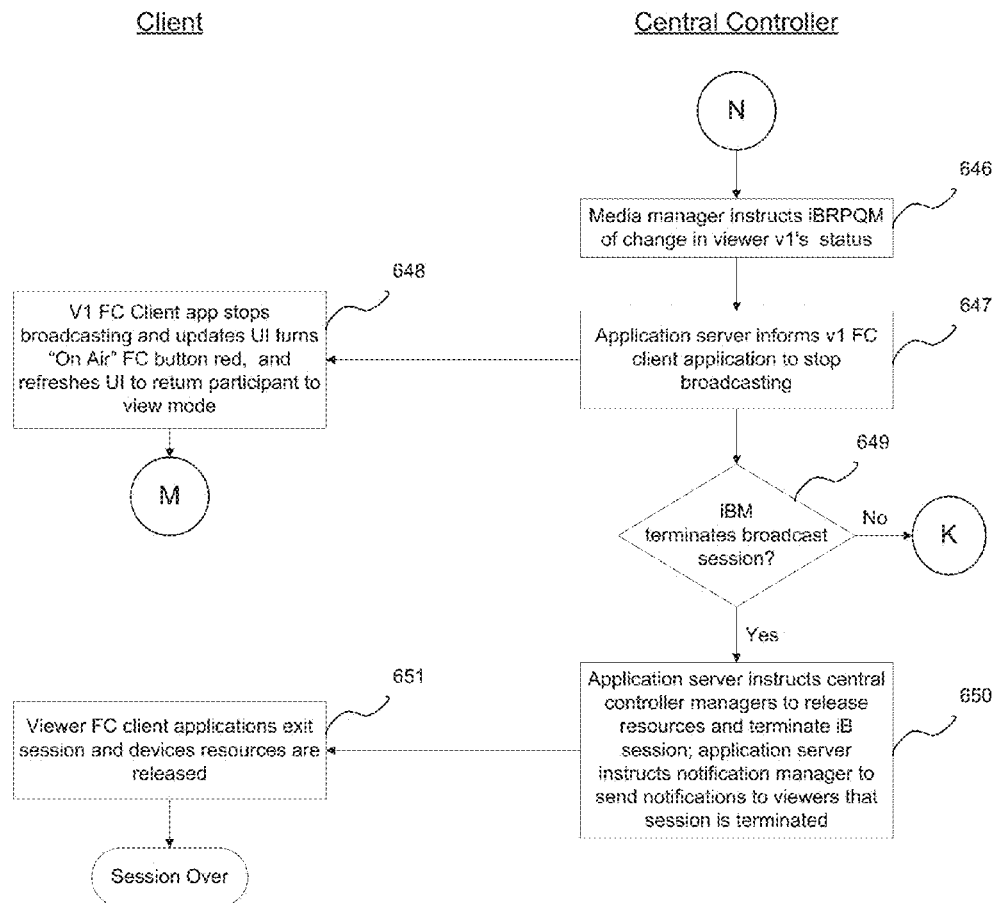 Client
Central Controller
N
646
Media manager instructs iBRPQM
of change in viewer v1's status
648
647
V1 FC Client app stops
broadcasting and updates UI turns
“On Air” FC button red, and
refreshes UI to return participant to
view mode
Application server informs v1 FC
client application to stop
broadcasting
M
649
iBM
terminates broadcast
session?
No
K
Yes
651
650
Viewer FC client applications exit
session and devices resources are
released
Application server instructs central
controller managers to release
resources and terminate iB
session; application server
instructs notification manager to
send notifications to viewers that
session is terminated
Session Over